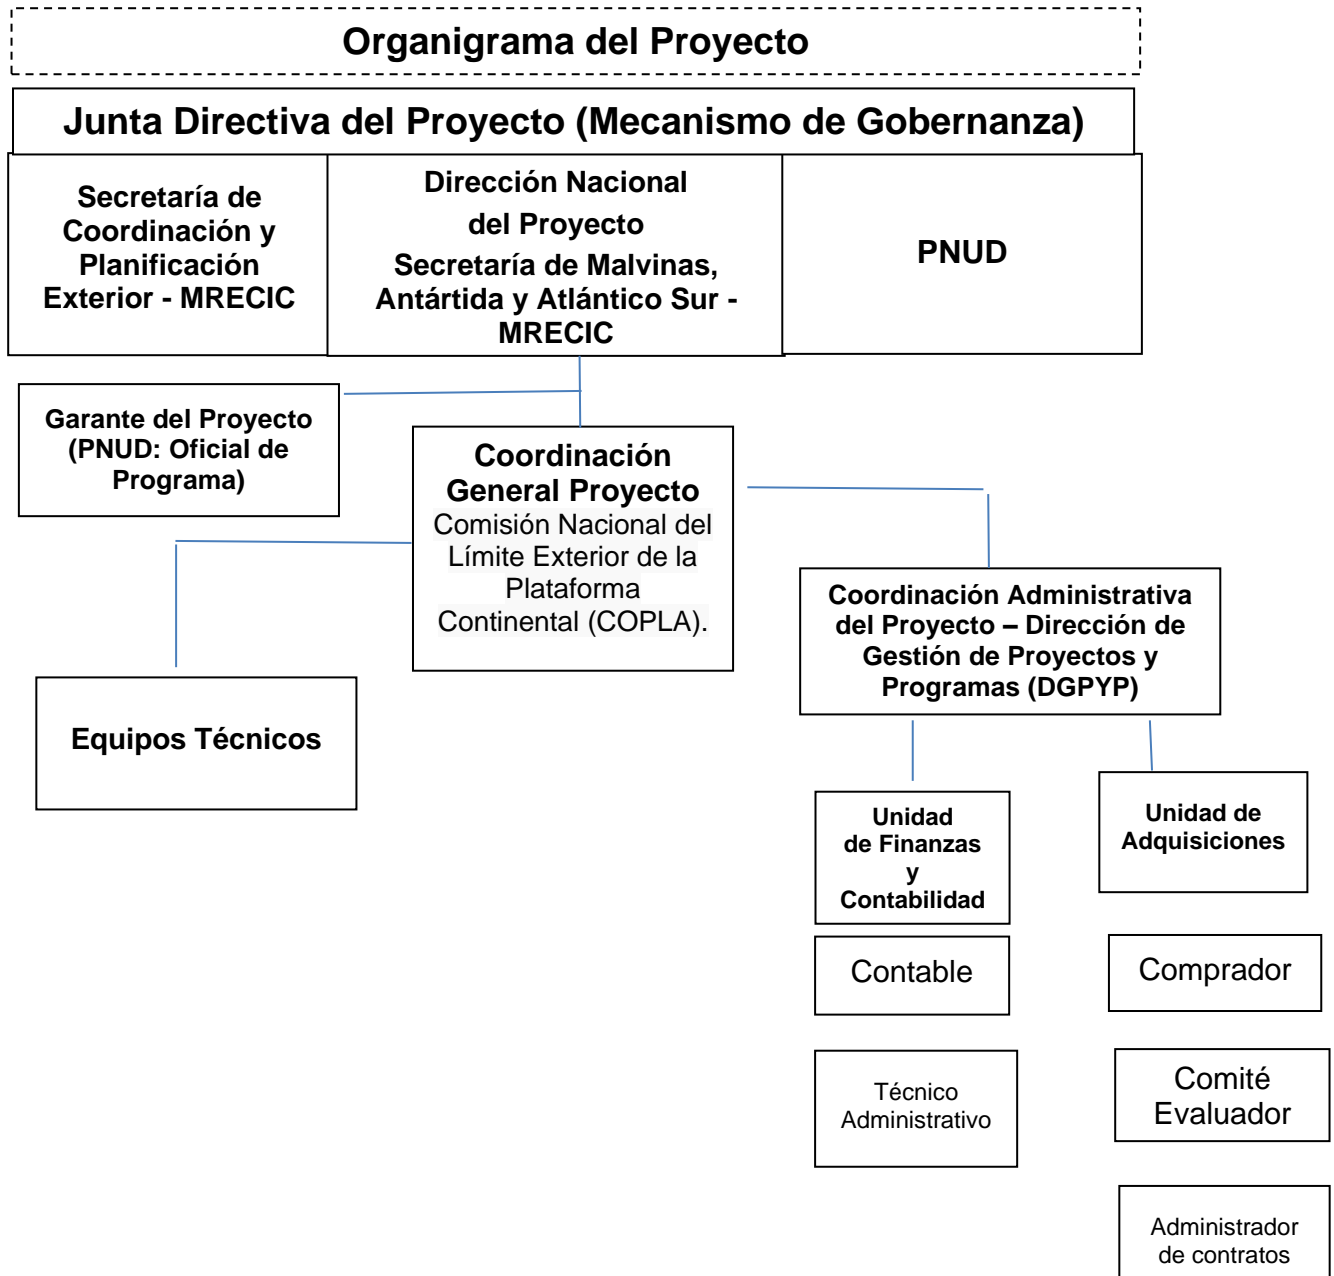 Organigrama del Proyecto
Junta Directiva del Proyecto (Mecanismo de Gobernanza)
Secretaría de
Coordinación y
Planificación
Exterior - MRECIC
Dirección Nacional
del Proyecto
Secretaría de Malvinas,
Antártida y Atlántico Sur -
MRECIC
PNUD
Garante del Proyecto
(PNUD: Oficial de
Programa)
Coordinación
General Proyecto
Comisión Nacional del
Límite Exterior de la
Plataforma
Continental (COPLA).
Equipos Técnicos
Coordinación Administrativa
del Proyecto – Dirección de
Gestión de Proyectos y
Programas (DGPYP)
Unidad
de Finanzas
y
Contabilidad
Contable
Técnico
Administrativo
Unidad de
Adquisiciones
Comprador
Comité
Evaluador
Administrador
de contratos